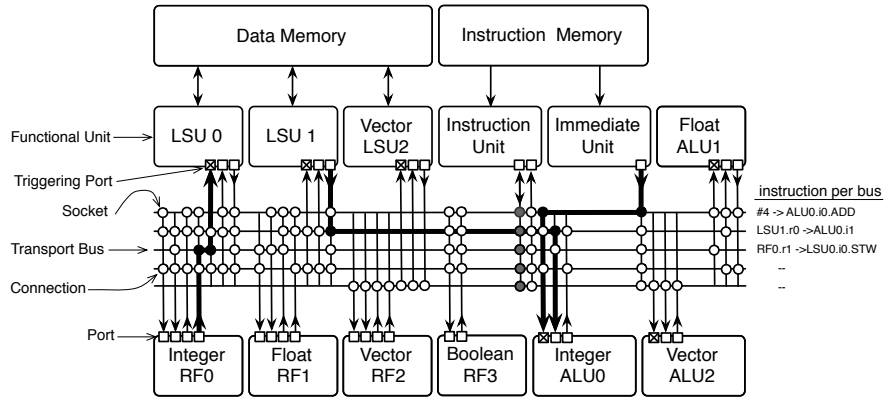 Data Memory
Instruction Memory
Functional Unit
LSU 0
LSU 1
Vector
LSU2
Instruction
Unit
Immediate
Unit
Float
ALU1
Triggering Port
Socket
Transport Bus
Connection
Port
instruction per bus
#4 -> ALU0.i0.ADD
LSU1.r0 ->ALU0.i1
RF0.r1 ->LSU0.i0.STW
--
--
Integer
RF0
Float
RF1
Vector
RF2
Boolean
RF3
Integer
ALU0
Vector
ALU2